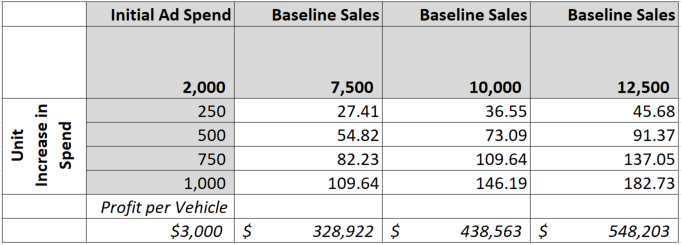 Initial Ad Spend Baseline Sales Baseline Sales Baseline Sales
2,000 7,500 10,000 12,500
Unit
Increase in
Spend
250 27.41 36.55 45.68
500 54.82 73.09 91.37
750 82.23 109.64 137.05
1,000 109.64 146.19 182.73
Profit per Vehicle
$3,000 $ 328,922 $ 438,563 $ 548,203